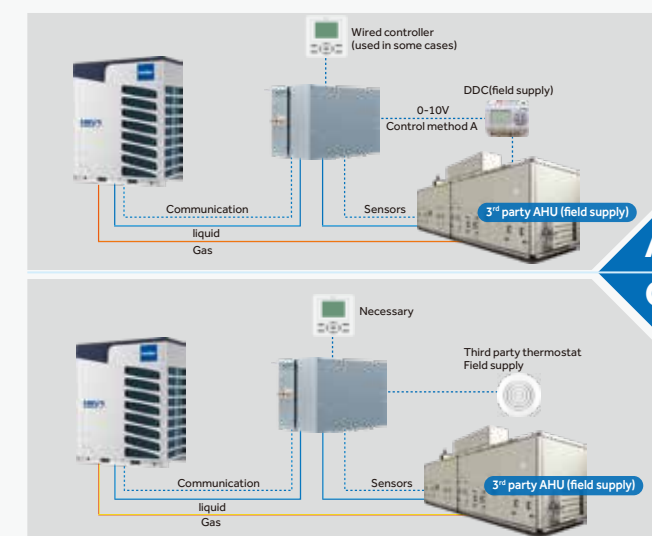 Wired controller
(used in some cases)
DDC(field supply)
0-10V
Control method A
Communication
Sensors
3rd party AHU (field supply)
liquid
Gas
Necessary
Third party thermostat
Field supply
Communication
Sensors
3rd party AHU (field supply)
liquid
Gas